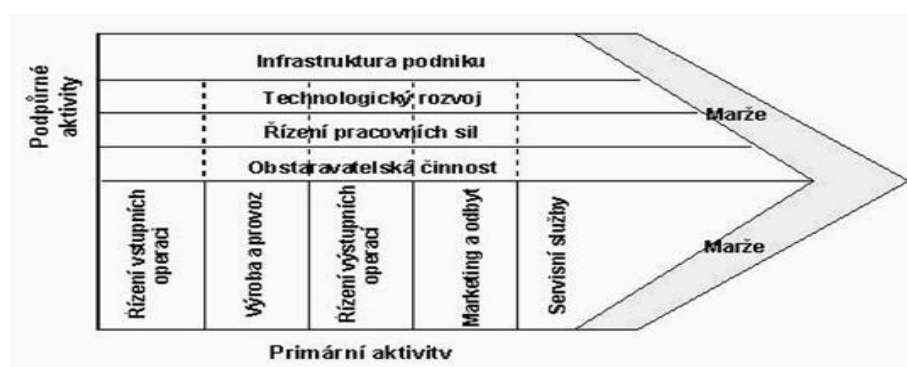 Podpůrné
aktivity
Infrastruktura podniku
Technologický rozvoj
Řízení pracovních sil
Obstaravatelská činnost
Marže
Marže
Řízení vstupních
operací
Výroba a provoz
Řízení výstupních
operací
Marketing a odbyt
Servisní služby
Primární aktivity